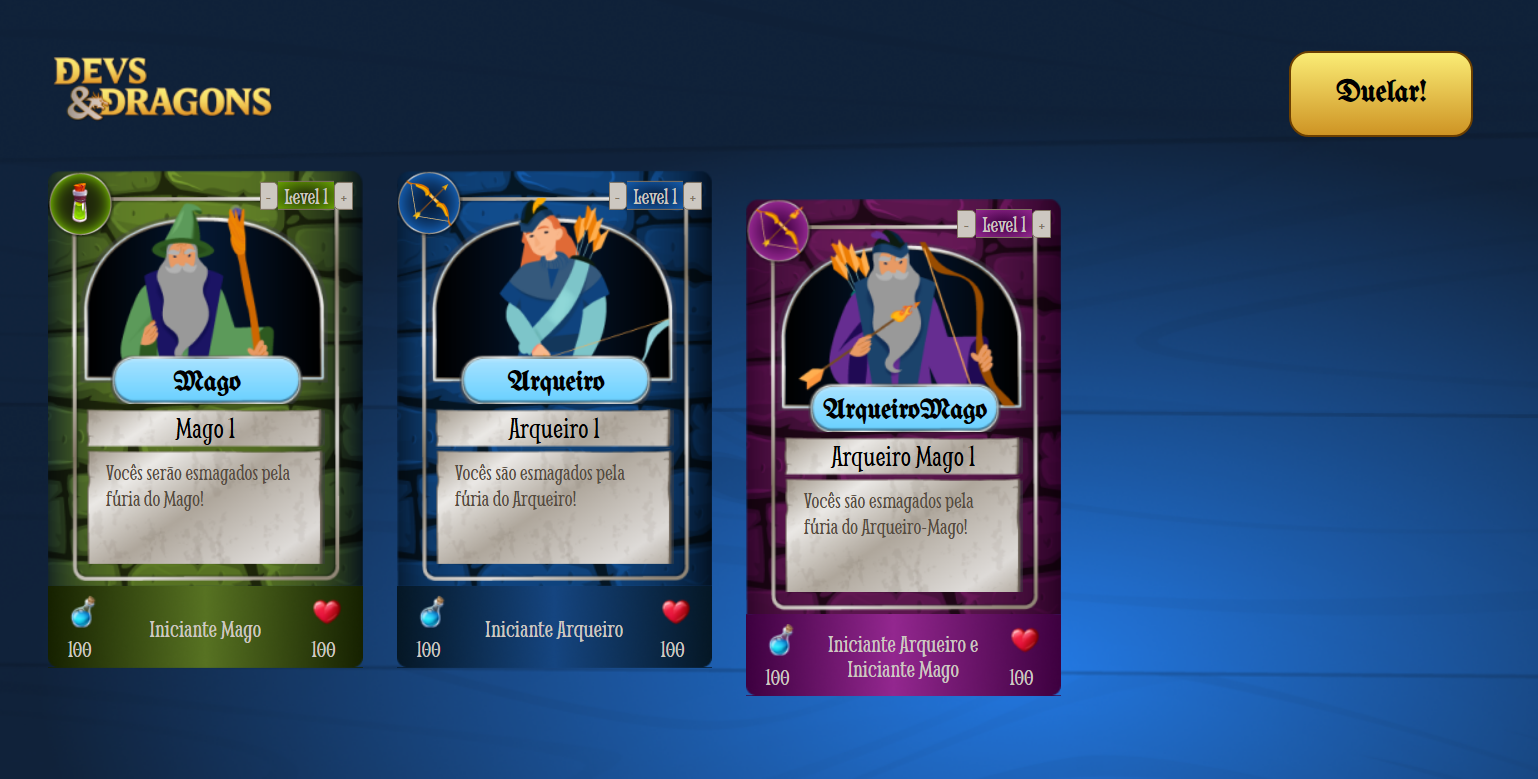 DEVS
&DRAGONS
Duelar!
- Level 1 +
Mago
Mago 1
Vocês serão esmagados pela
fúria do Mago!
100
Iniciante Mago
100
- Level 1 +
Arqueiro
Arqueiro 1
Vocês são esmagados pela
fúria do Arqueiro!
100
Iniciante Arqueiro
100
- Level 1 +
ArqueiroMago
Arqueiro Mago 1
Vocês são esmagados pela
fúria do Arqueiro-Mago!
100
Iniciante Arqueiro e
Iniciante Mago
100